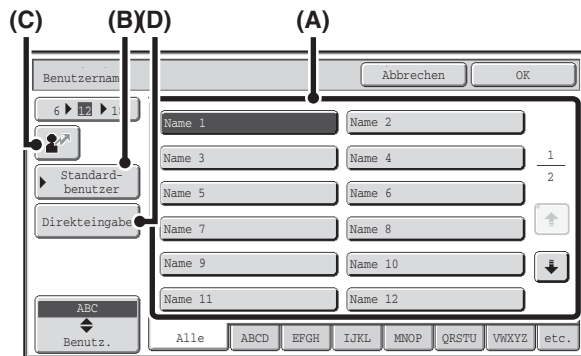 (C) (B)(D) (A)
Benutzernam
Abbrechen
OK
6 12 1
Name 1
Name 2
Name 3
Name 4
1
2
Standard-
benutzer
Name 5
Name 6
Direkteingabe
Name 7
Name 8
Name 9
Name 10
Name 11
Name 12
ABC
Benutz.
Alle
ABCD
EFGH
IJKL
MNOP
QRSTU
VWXYZ
etc.